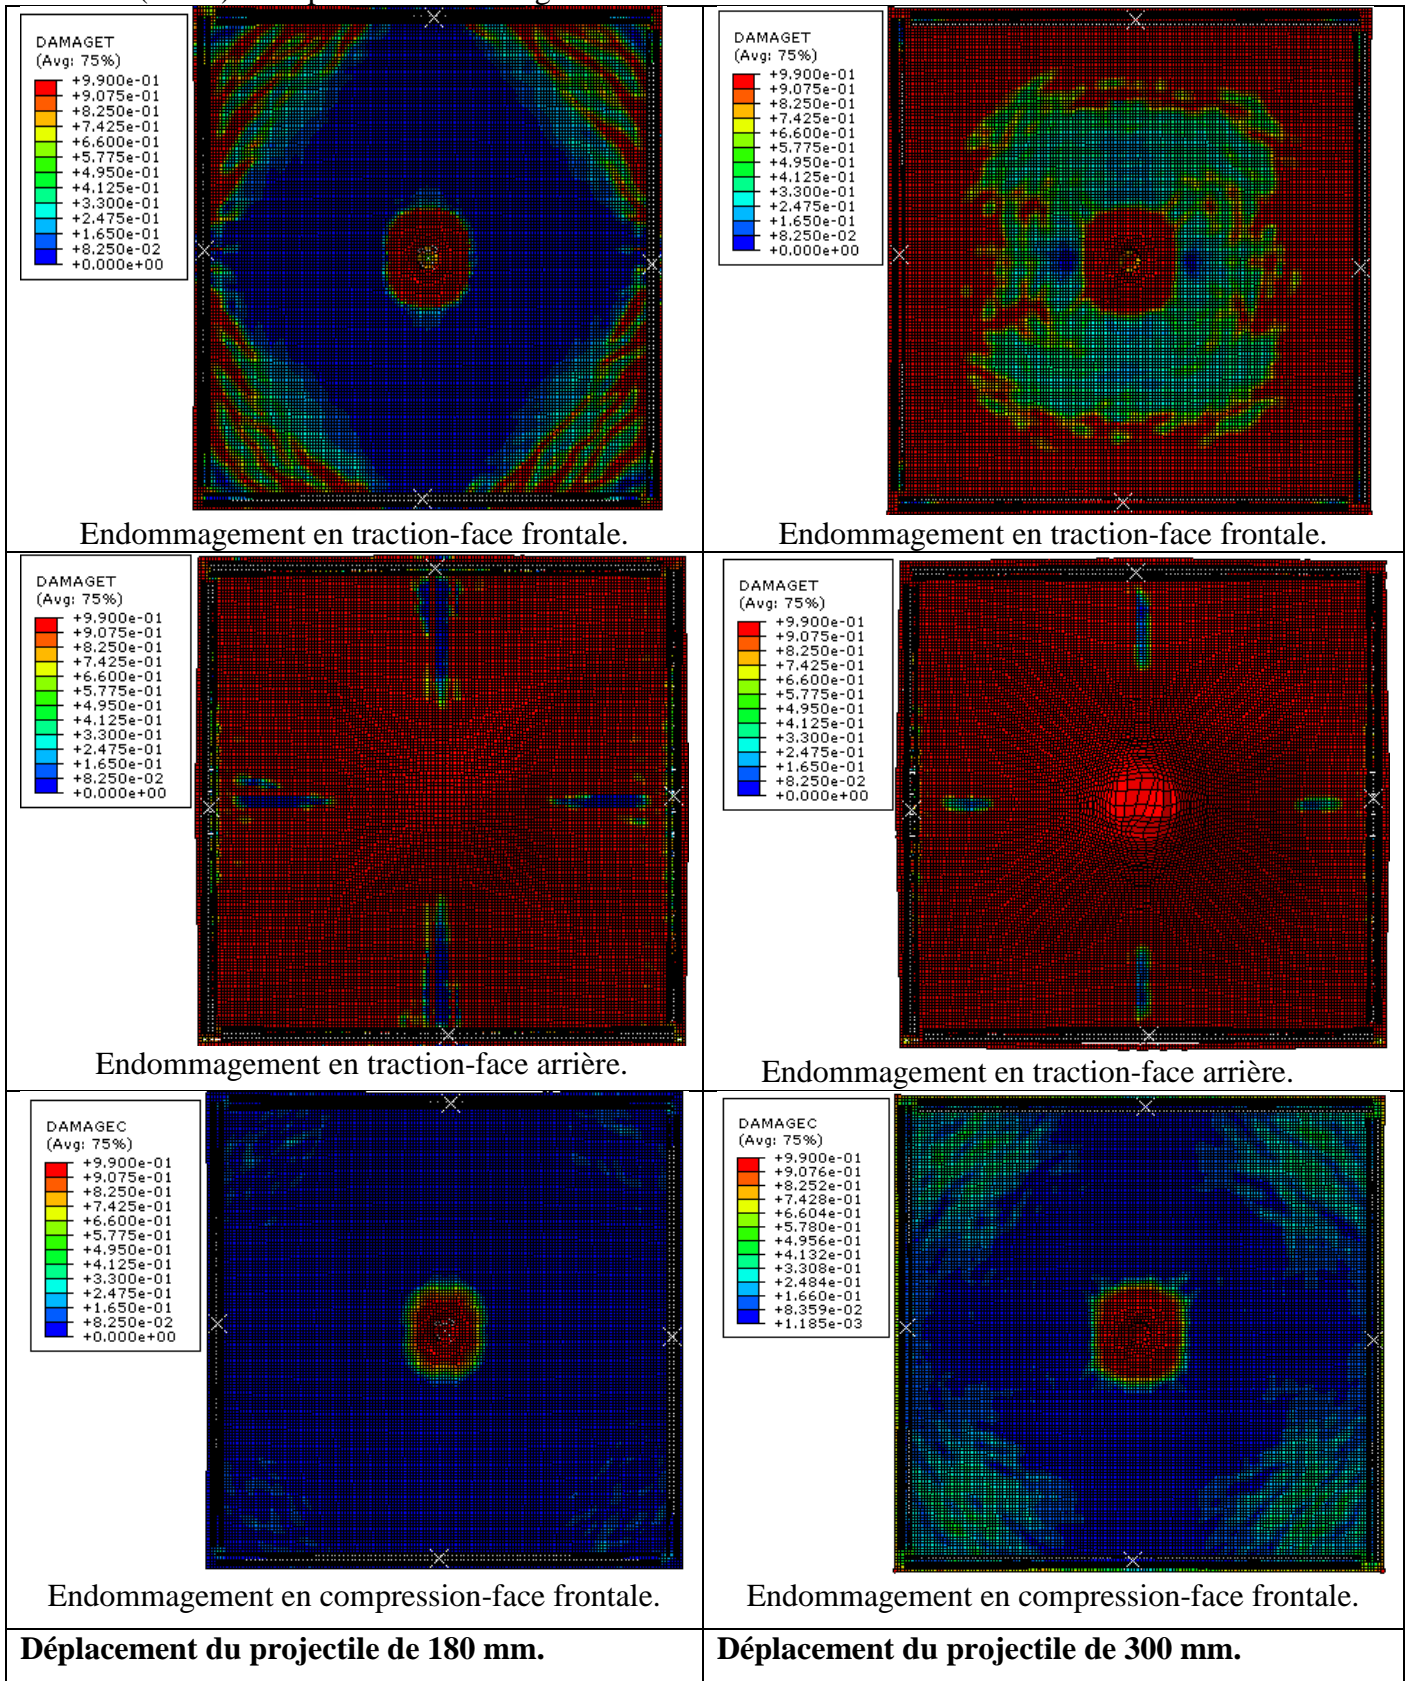 DAMAGET
(Avg: 75%)
+9.900e-01
+9.075e-01
+8.250e-01
+7.425e-01
+6.600e-01
+5.775e-01
+4.950e-01
+4.125e-01
+3.300e-01
+2.475e-01
+1.650e-01
+8.250e-02
+0.000e+00
Endommagement en traction-face frontale.
DAMAGET
(Avg: 75%)
+9.900e-01
+9.075e-01
+8.250e-01
+7.425e-01
+6.600e-01
+5.775e-01
+4.950e-01
+4.125e-01
+3.300e-01
+2.475e-01
+1.650e-01
+8.250e-02
+0.000e+00
Endommagement en traction-face frontale.
DAMAGET
(Avg: 75%)
+9.900e-01
+9.075e-01
+8.250e-01
+7.425e-01
+6.600e-01
+5.775e-01
+4.950e-01
+4.125e-01
+3.300e-01
+2.475e-01
+1.650e-01
+8.250e-02
+0.000e+00
Endommagement en traction-face arrière.
DAMAGET
(Avg: 75%)
+9.900e-01
+9.075e-01
+8.250e-01
+7.425e-01
+6.600e-01
+5.775e-01
+4.950e-01
+4.125e-01
+3.300e-01
+2.475e-01
+1.650e-01
+8.250e-02
+0.000e+00
Endommagement en traction-face arrière.
DAMAGEC
(Avg: 75%)
+9.900e-01
+9.075e-01
+8.250e-01
+7.425e-01
+6.600e-01
+5.775e-01
+4.950e-01
+4.125e-01
+3.300e-01
+2.475e-01
+1.650e-01
+8.250e-02
+0.000e+00
Endommagement en compression-face frontale.
DAMAGEC
(Avg: 75%)
+9.900e-01
+9.076e-01
+8.252e-01
+7.428e-01
+6.604e-01
+5.780e-01
+4.956e-01
+4.132e-01
+3.308e-01
+2.484e-01
+1.660e-01
+8.359e-02
+1.185e-03
Endommagement en compression-face frontale.
Déplacement du projectile de 180 mm.
Déplacement du projectile de 300 mm.